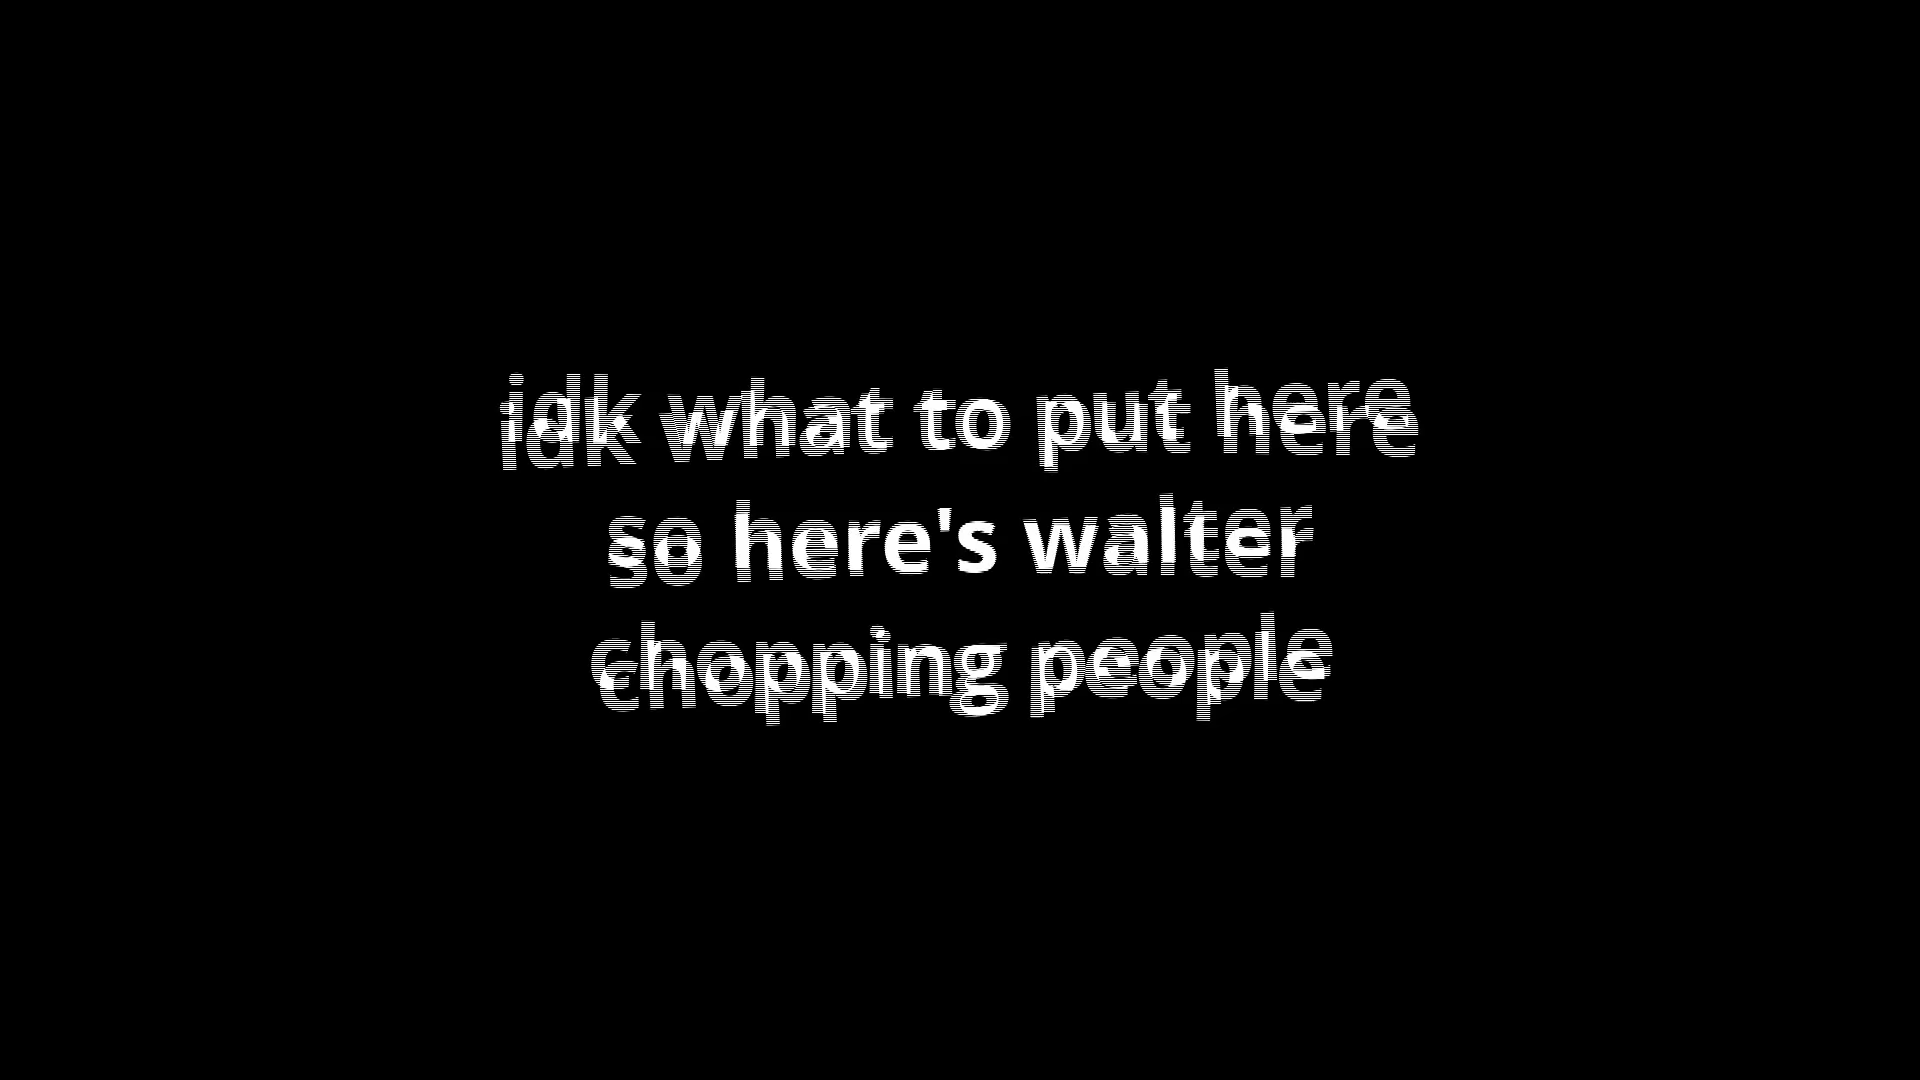 idk what to put here
so here's walter
chopping people